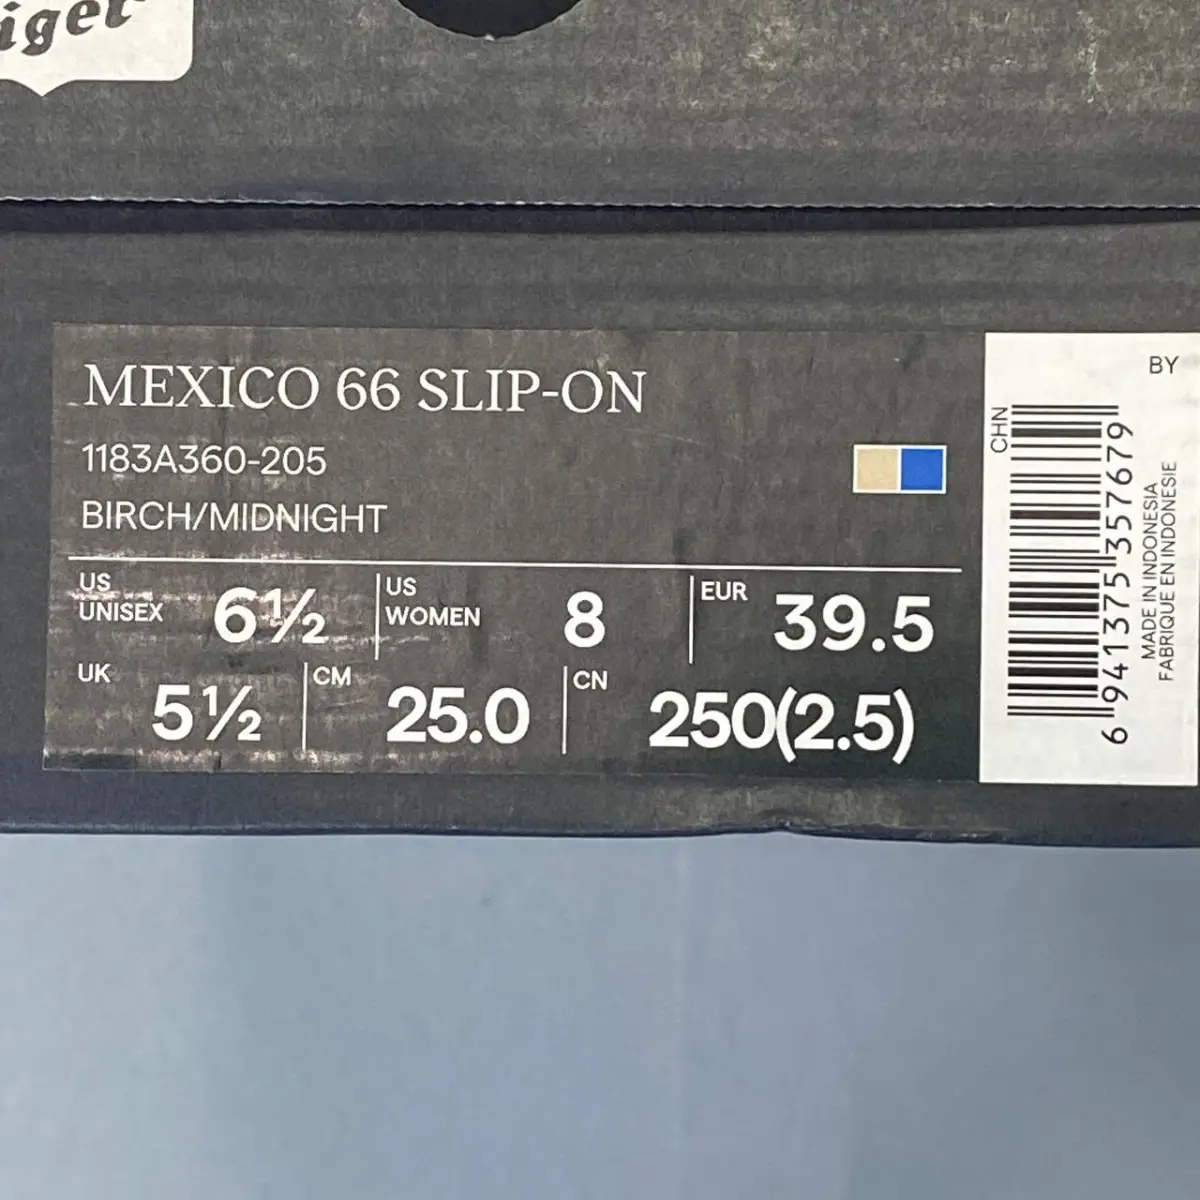 iger
MEXICO 66 SLIP-ON
1183A360-205
BIRCH/MIDNIGHT
US UNISEX 6½
US WOMEN 8
EUR 39.5
UK 5½
CM 25.0
CN 250(2.5)
BY
CHN
6 941375 357679
MADE IN INDONESIA
FABRIQUE EN INDONESIE